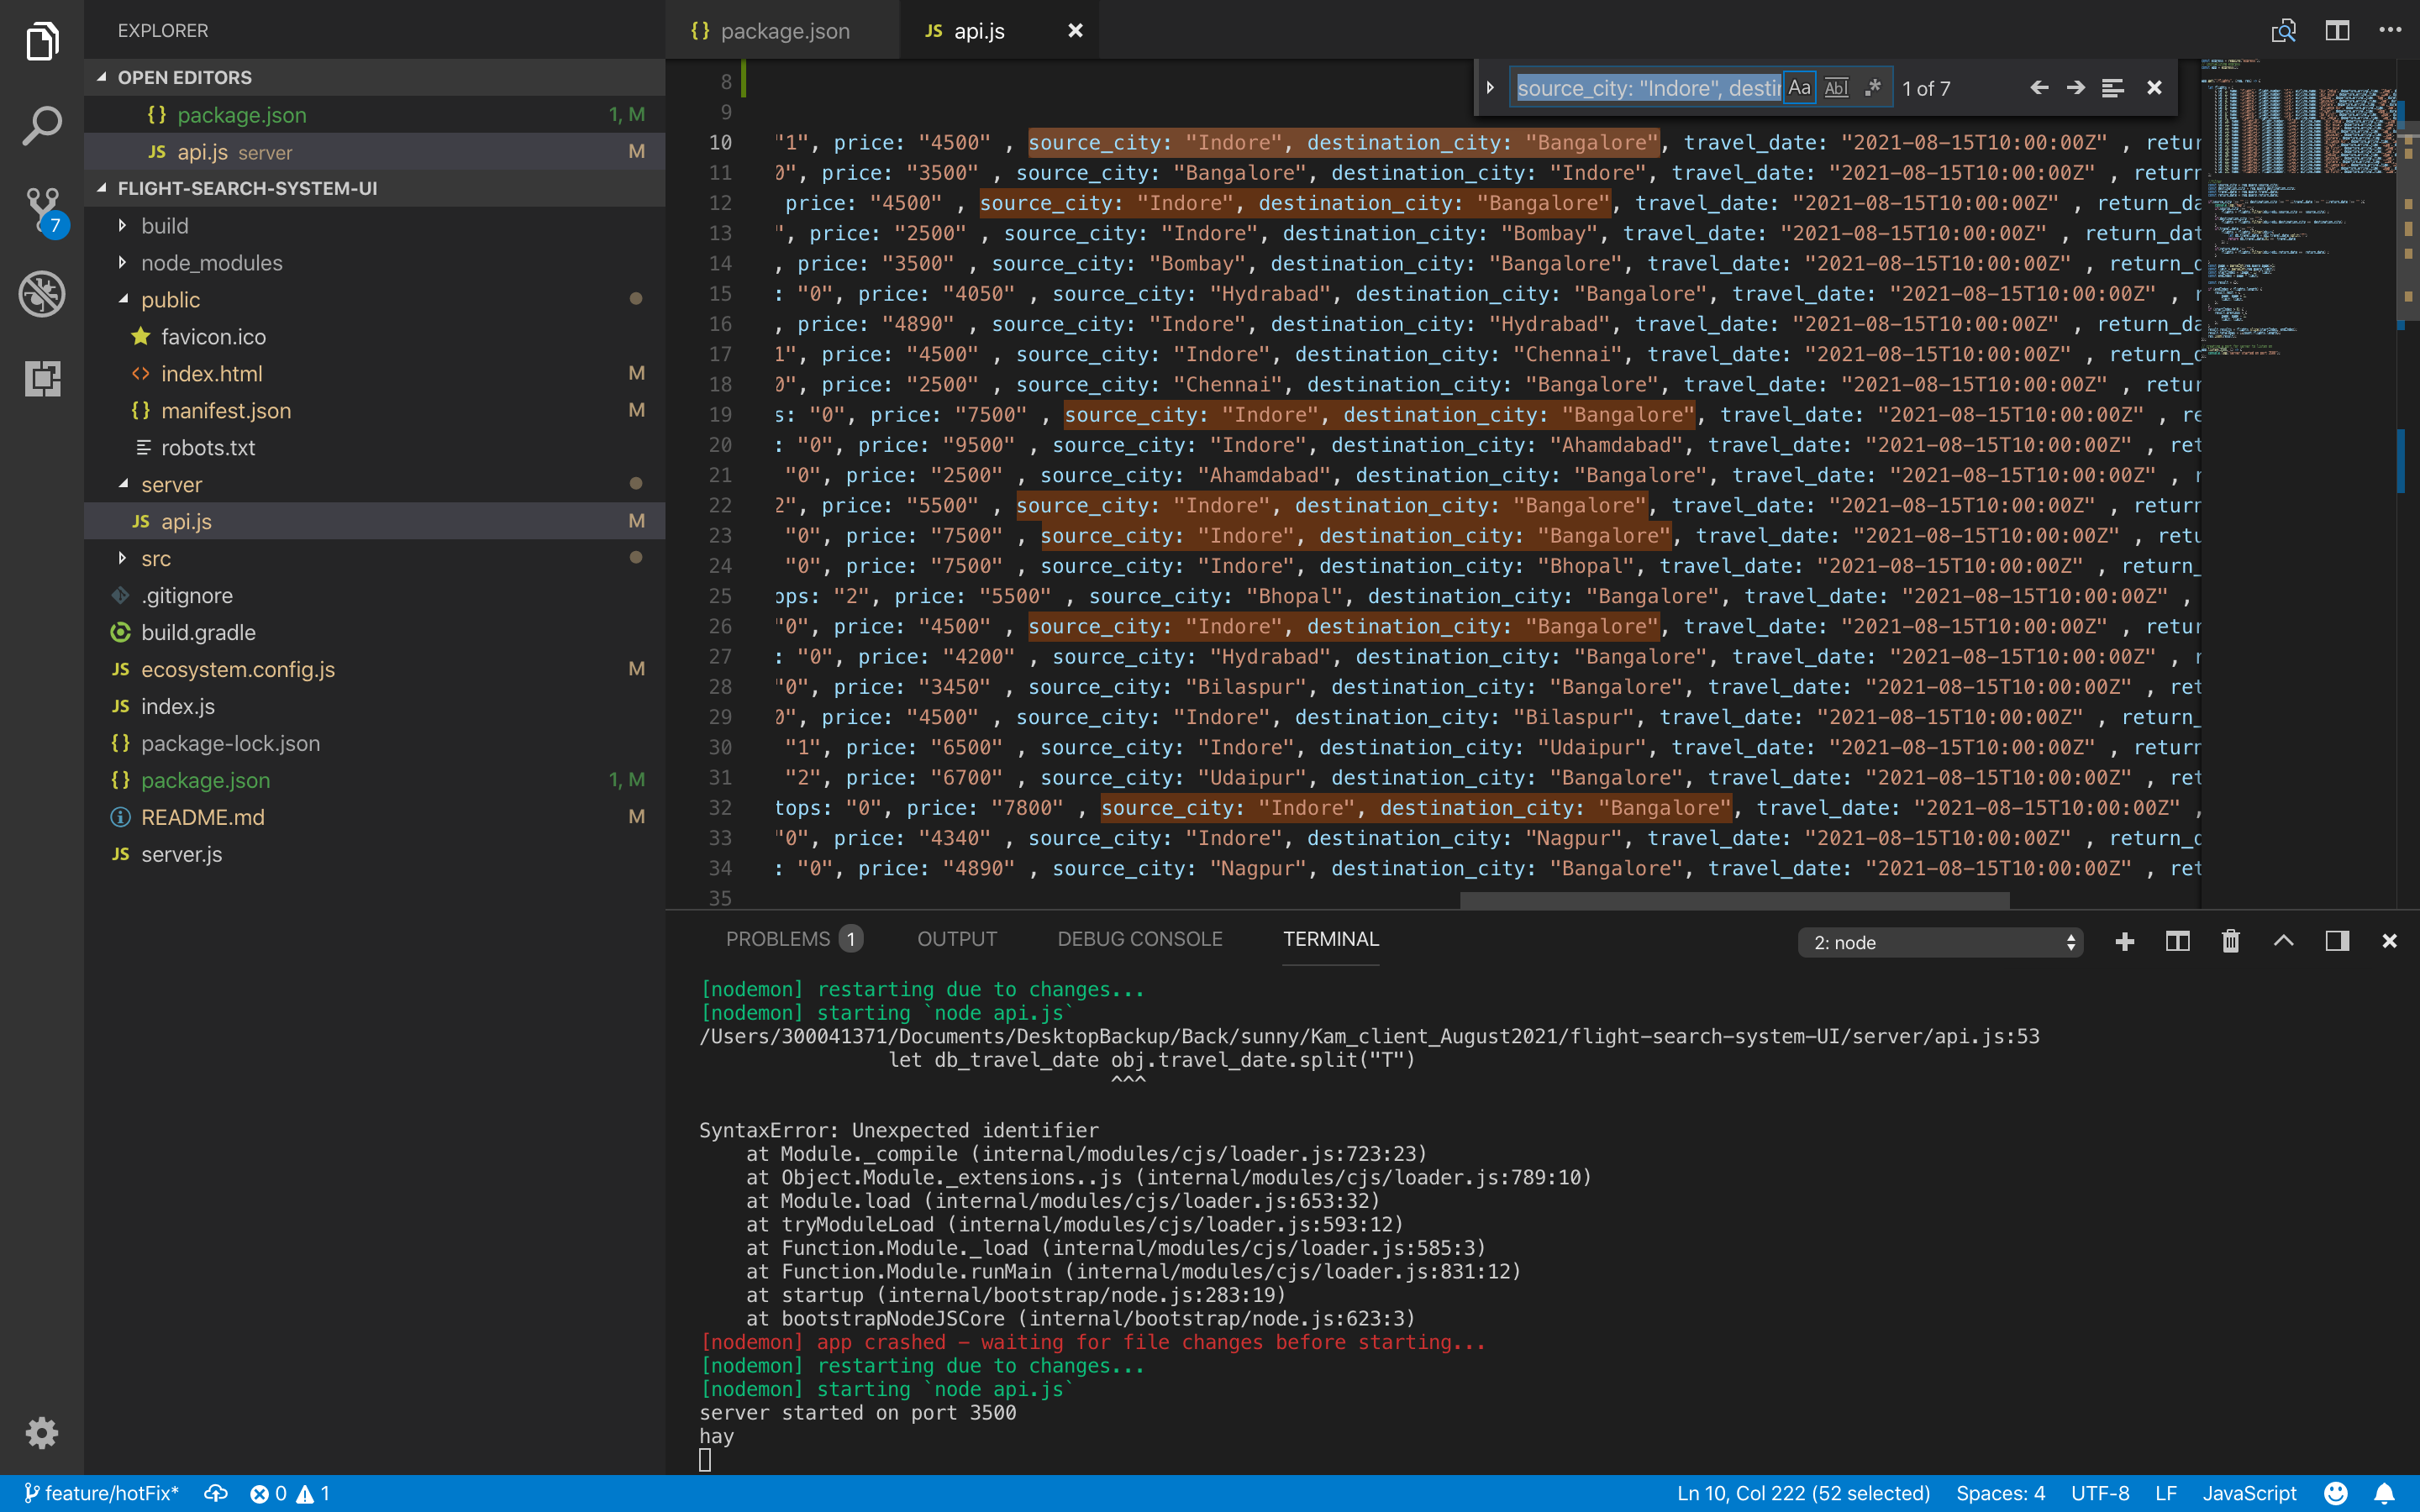 EXPLORER
OPEN EDITORS
{} package.json 1, M
JS api.js server M
FLIGHT-SEARCH-SYSTEM-UI
build
node_modules
public
favicon.ico
<> index.html M
{} manifest.json M
robots.txt
server
JS api.js M
src
.gitignore
build.gradle
JS ecosystem.config.js M
JS index.js
{} package-lock.json
{} package.json 1, M
README.md M
JS server.js
7
{} package.json
JS api.js
source_city: "Indore", destin Aa Abl .* 1 of 7
8
9
10 "1", price: "4500" , source_city: "Indore", destination_city: "Bangalore", travel_date: "2021-08-15T10:00:00Z" , retur
11 0", price: "3500" , source_city: "Bangalore", destination_city: "Indore", travel_date: "2021-08-15T10:00:00Z" , retur
12 price: "4500" , source_city: "Indore", destination_city: "Bangalore", travel_date: "2021-08-15T10:00:00Z" , return_da
13 ", price: "2500" , source_city: "Indore", destination_city: "Bombay", travel_date: "2021-08-15T10:00:00Z" , return_dat
14 , price: "3500" , source_city: "Bombay", destination_city: "Bangalore", travel_date: "2021-08-15T10:00:00Z" , return_d
15 : "0", price: "4050" , source_city: "Hydrabad", destination_city: "Bangalore", travel_date: "2021-08-15T10:00:00Z" , r
16 , price: "4890" , source_city: "Indore", destination_city: "Hydrabad", travel_date: "2021-08-15T10:00:00Z" , return_da
17 1", price: "4500" , source_city: "Indore", destination_city: "Chennai", travel_date: "2021-08-15T10:00:00Z" , return_d
18 0", price: "2500" , source_city: "Chennai", destination_city: "Bangalore", travel_date: "2021-08-15T10:00:00Z" , retur
19 s: "0", price: "7500" , source_city: "Indore", destination_city: "Bangalore", travel_date: "2021-08-15T10:00:00Z" , re
20 : "0", price: "9500" , source_city: "Indore", destination_city: "Ahamdabad", travel_date: "2021-08-15T10:00:00Z" , ret
21 "0", price: "2500" , source_city: "Ahamdabad", destination_city: "Bangalore", travel_date: "2021-08-15T10:00:00Z" , r
22 2", price: "5500" , source_city: "Indore", destination_city: "Bangalore", travel_date: "2021-08-15T10:00:00Z" , return
23 "0", price: "7500" , source_city: "Indore", destination_city: "Bangalore", travel_date: "2021-08-15T10:00:00Z" , retu
24 "0", price: "7500" , source_city: "Indore", destination_city: "Bhopal", travel_date: "2021-08-15T10:00:00Z" , return_
25 ops: "2", price: "5500" , source_city: "Bhopal", destination_city: "Bangalore", travel_date: "2021-08-15T10:00:00Z" ,
26 "0", price: "4500" , source_city: "Indore", destination_city: "Bangalore", travel_date: "2021-08-15T10:00:00Z" , retur
27 : "0", price: "4200" , source_city: "Hydrabad", destination_city: "Bangalore", travel_date: "2021-08-15T10:00:00Z" , r
28 "0", price: "3450" , source_city: "Bilaspur", destination_city: "Bangalore", travel_date: "2021-08-15T10:00:00Z" , ret
29 0", price: "4500" , source_city: "Indore", destination_city: "Bilaspur", travel_date: "2021-08-15T10:00:00Z" , return_
30 "1", price: "6500" , source_city: "Indore", destination_city: "Udaipur", travel_date: "2021-08-15T10:00:00Z" , return
31 "2", price: "6700" , source_city: "Udaipur", destination_city: "Bangalore", travel_date: "2021-08-15T10:00:00Z" , ret
32 tops: "0", price: "7800" , source_city: "Indore", destination_city: "Bangalore", travel_date: "2021-08-15T10:00:00Z" ,
33 "0", price: "4340" , source_city: "Indore", destination_city: "Nagpur", travel_date: "2021-08-15T10:00:00Z" , return_d
34 : "0", price: "4890" , source_city: "Nagpur", destination_city: "Bangalore", travel_date: "2021-08-15T10:00:00Z" , ret
35
PROBLEMS 1 OUTPUT DEBUG CONSOLE TERMINAL 2: node
[nodemon] restarting due to changes...
[nodemon] starting `node api.js`
/Users/300041371/Documents/DesktopBackup/Back/sunny/Kam_client_August2021/flight-search-system-UI/server/api.js:53
let db_travel_date obj.travel_date.split("T")
^^^
SyntaxError: Unexpected identifier
at Module._compile (internal/modules/cjs/loader.js:723:23)
at Object.Module._extensions..js (internal/modules/cjs/loader.js:789:10)
at Module.load (internal/modules/cjs/loader.js:653:32)
at tryModuleLoad (internal/modules/cjs/loader.js:593:12)
at Function.Module._load (internal/modules/cjs/loader.js:585:3)
at Function.Module.runMain (internal/modules/cjs/loader.js:831:12)
at startup (internal/bootstrap/node.js:283:19)
at bootstrapNodeJSCore (internal/bootstrap/node.js:623:3)
[nodemon] app crashed - waiting for file changes before starting...
[nodemon] restarting due to changes...
[nodemon] starting `node api.js`
server started on port 3500
hay
feature/hotFix* 0 1 Ln 10, Col 222 (52 selected) Spaces: 4 UTF-8 LF JavaScript